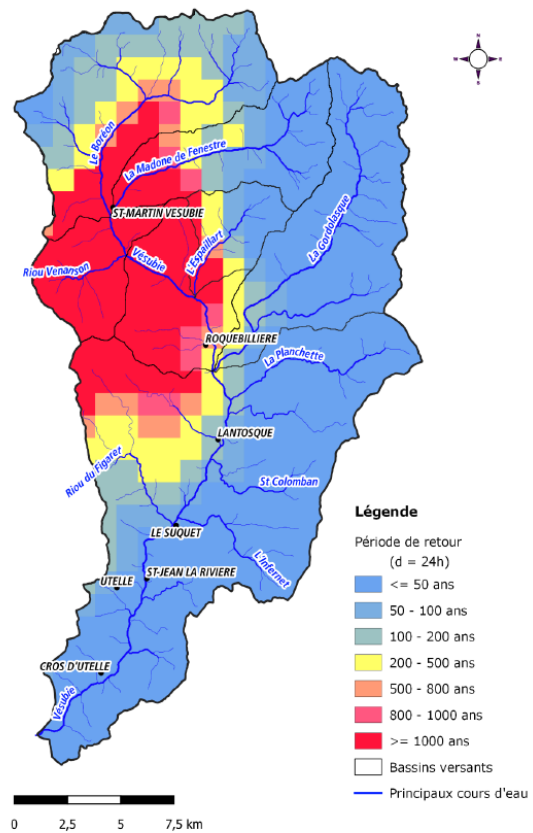 N
W
E
S
Le Boréon
La Madone de Fenestre
ST-MARTIN VESUBIE
La Gordolasque
L'Espaillart
Riou Venanson
Vésubie
ROQUEBILLIERE
La Planchette
LANTOSQUE
Riou du Figaret
St Colomban
LE SUQUET
L'Infernet
ST-JEAN LA RIVIERE
UTELLE
CROS D'UTELLE
Vésubie
Légende
Période de retour
(d = 24h)
<= 50 ans
50 - 100 ans
100 - 200 ans
200 - 500 ans
500 - 800 ans
800 - 1000 ans
>= 1000 ans
Bassins versants
Principaux cours d'eau
0 2,5 5 7,5 km